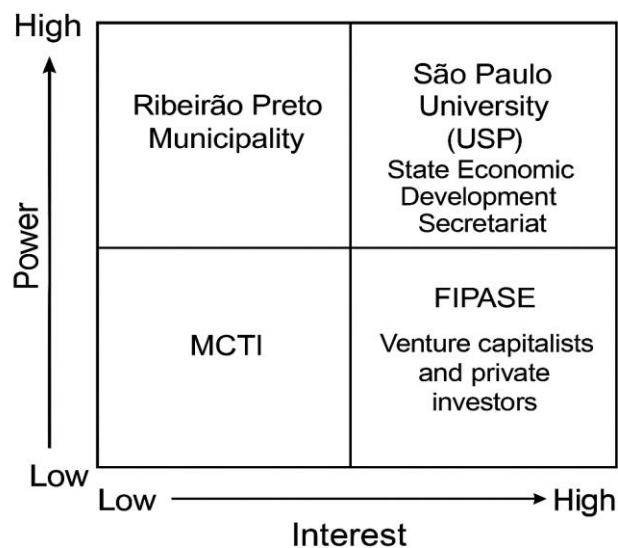 High
Ribeirão Preto
Municipality
São Paulo
University
(USP)
State Economic
Development
Secretariat
Power
MCTI
FIPASE
Venture capitalists
and private
investors
Low
Low
High
Interest